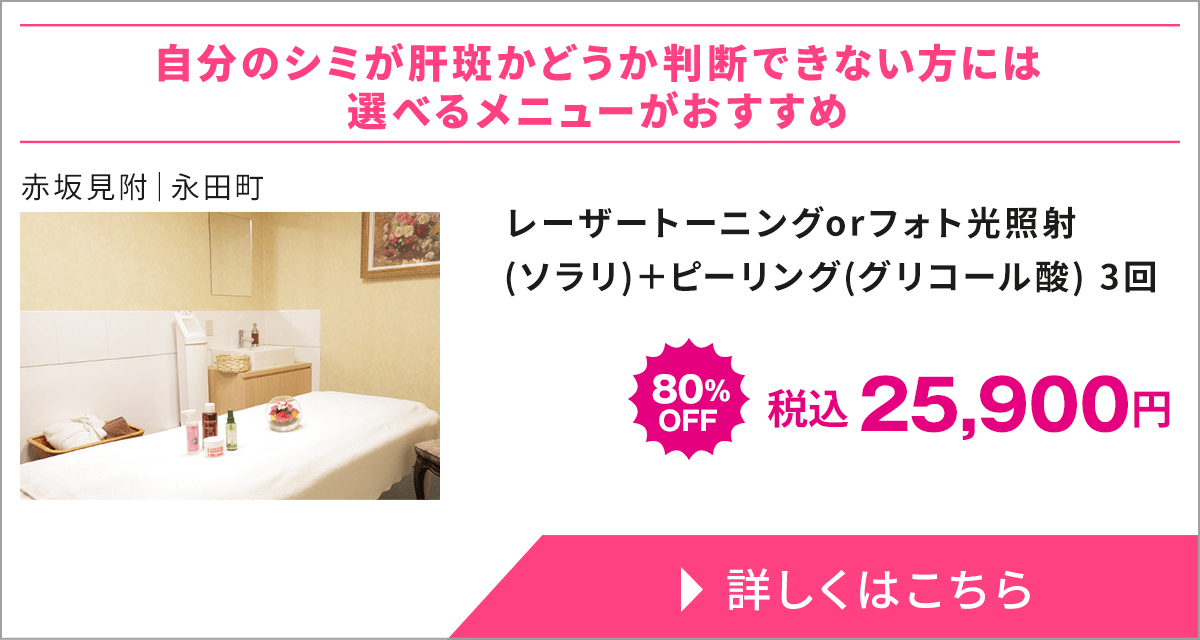 自分のシミが肝斑かどうか判断できない方には
選べるメニューがおすすめ
赤坂見附｜永田町
レーザートーニングorフォト光照射
(ソラリ)＋ピーリング(グリコール酸) 3回
80%
OFF
税込 25,900円
詳しくはこちら